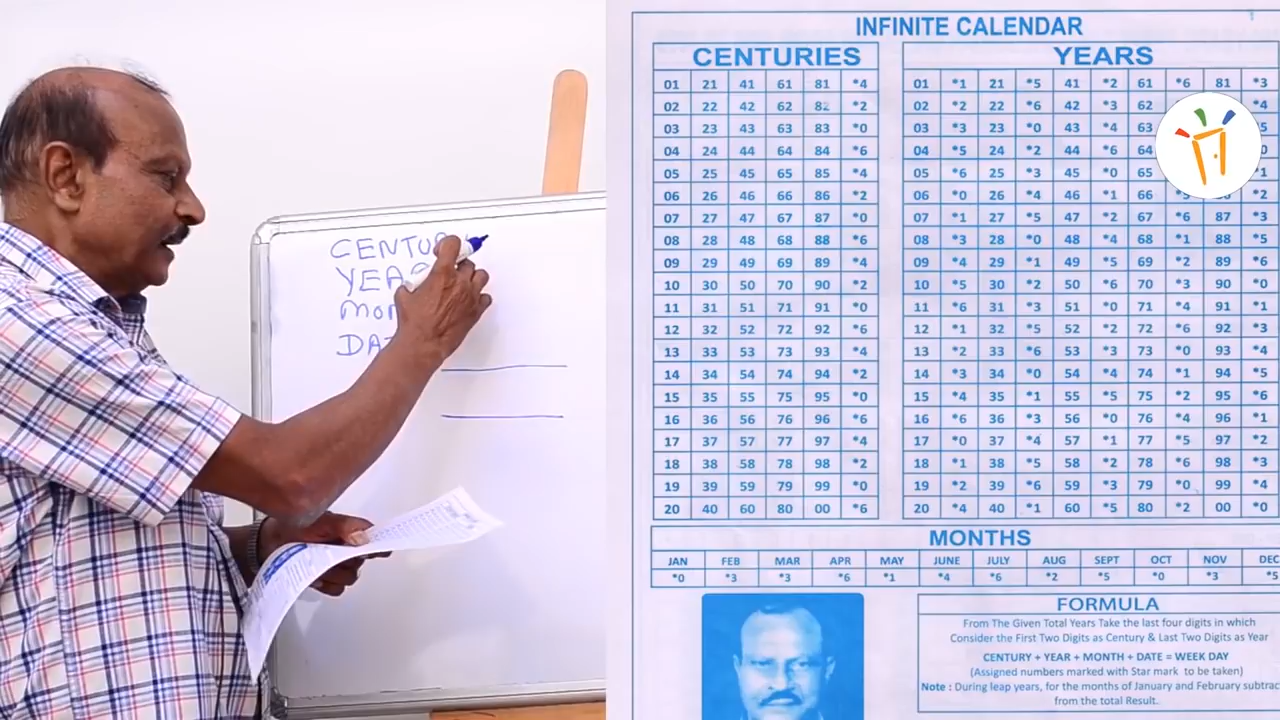 CENTU
YEA
MON
DA
INFINITE CALENDAR
CENTURIES YEARS
01 21 41 61 81 *4 01 *1 21 *5 41 *2 61 *6 81 *3
02 22 42 62 82 *2 02 *2 22 *6 42 *3 62 *4
03 23 43 63 83 *0 03 *3 23 *0 43 *4 63 5
04 24 44 64 84 *6 04 *5 24 *2 44 *6 64 0
05 25 45 65 85 *4 05 *6 25 *3 45 *0 65 *1
06 26 46 66 86 *2 06 *0 26 *4 46 *1 66 *2
07 27 47 67 87 *0 07 *1 27 *5 47 *2 67 *6 87 *3
08 28 48 68 88 *6 08 *3 28 *0 48 *4 68 *1 88 *5
09 29 49 69 89 *4 09 *4 29 *1 49 *5 69 *2 89 *6
10 30 50 70 90 *2 10 *5 30 *2 50 *6 70 *3 90 *0
11 31 51 71 91 *0 11 *6 31 *3 51 *0 71 *4 91 *1
12 32 52 72 92 *6 12 *1 32 *5 52 *2 72 *6 92 *3
13 33 53 73 93 *4 13 *2 33 *6 53 *3 73 *0 93 *4
14 34 54 74 94 *2 14 *3 34 *0 54 *4 74 *1 94 *5
15 35 55 75 95 *0 15 *4 35 *1 55 *5 75 *2 95 *6
16 36 56 76 96 *6 16 *6 36 *3 56 *0 76 *4 96 *1
17 37 57 77 97 *4 17 *0 37 *4 57 *1 77 *5 97 *2
18 38 58 78 98 *2 18 *1 38 *5 58 *2 78 *6 98 *3
19 39 59 79 99 *0 19 *2 39 *6 59 *3 79 *0 99 *4
20 40 60 80 00 *6 20 *4 40 *1 60 *5 80 *2 00 *0
MONTHS
JAN FEB MAR APR MAY JUNE JULY AUG SEPT OCT NOV DEC
*0 *3 *3 *6 *1 *4 *6 *2 *5 *0 *3 *5
FORMULA
From The Given Total Years Take the last four digits in which
Consider the First Two Digits as Century & Last Two Digits as Year
CENTURY + YEAR + MONTH + DATE = WEEK DAY
(Assigned numbers marked with Star mark to be taken)
Note : During leap years, for the months of January and February subtrac
from the total Result.